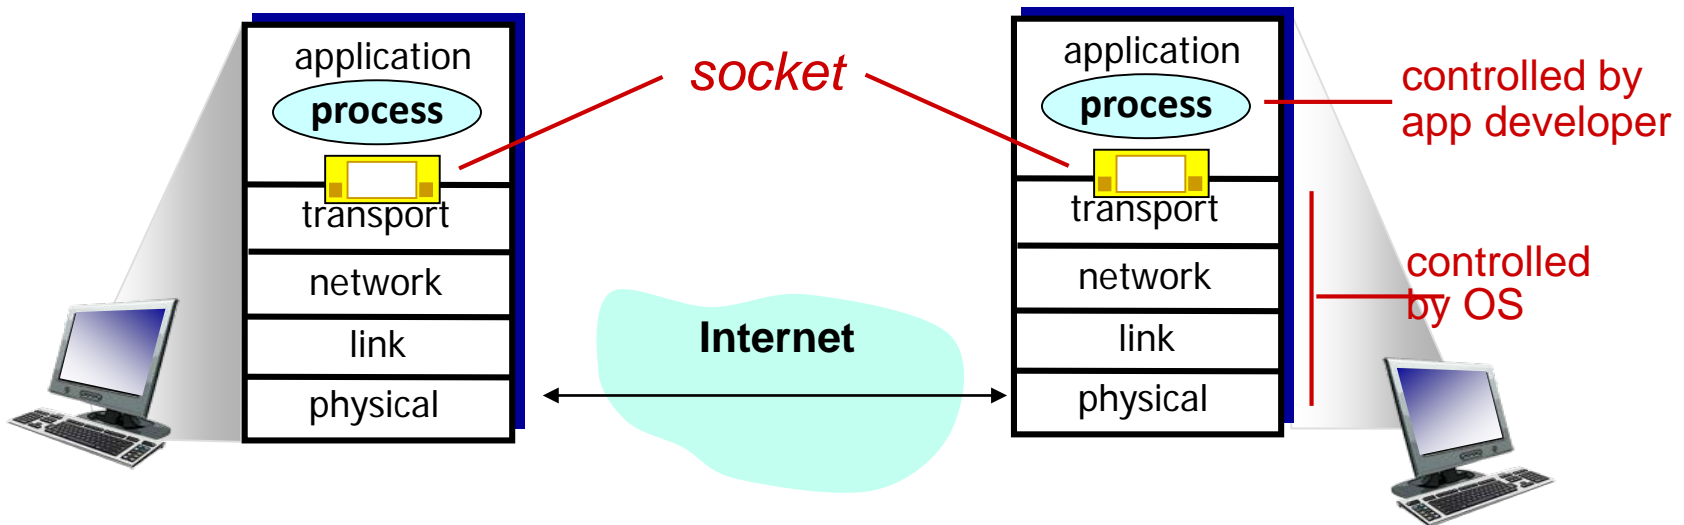 application
process
transport
network
link
physical
socket
Internet
application
process
transport
network
link
physical
controlled by
app developer
controlled
by OS